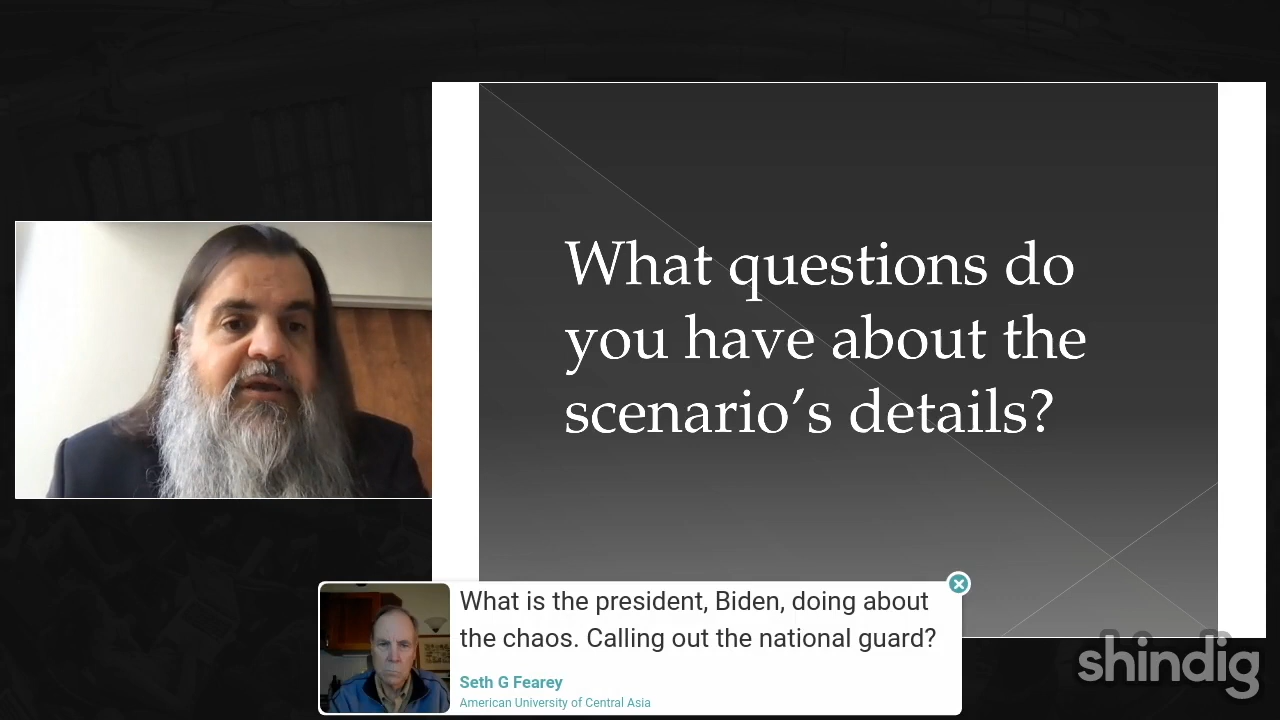 What questions do
you have about the
scenario’s details?
What is the president, Biden, doing about
the chaos. Calling out the national guard?
Seth G Fearey
American University of Central Asia
shindig